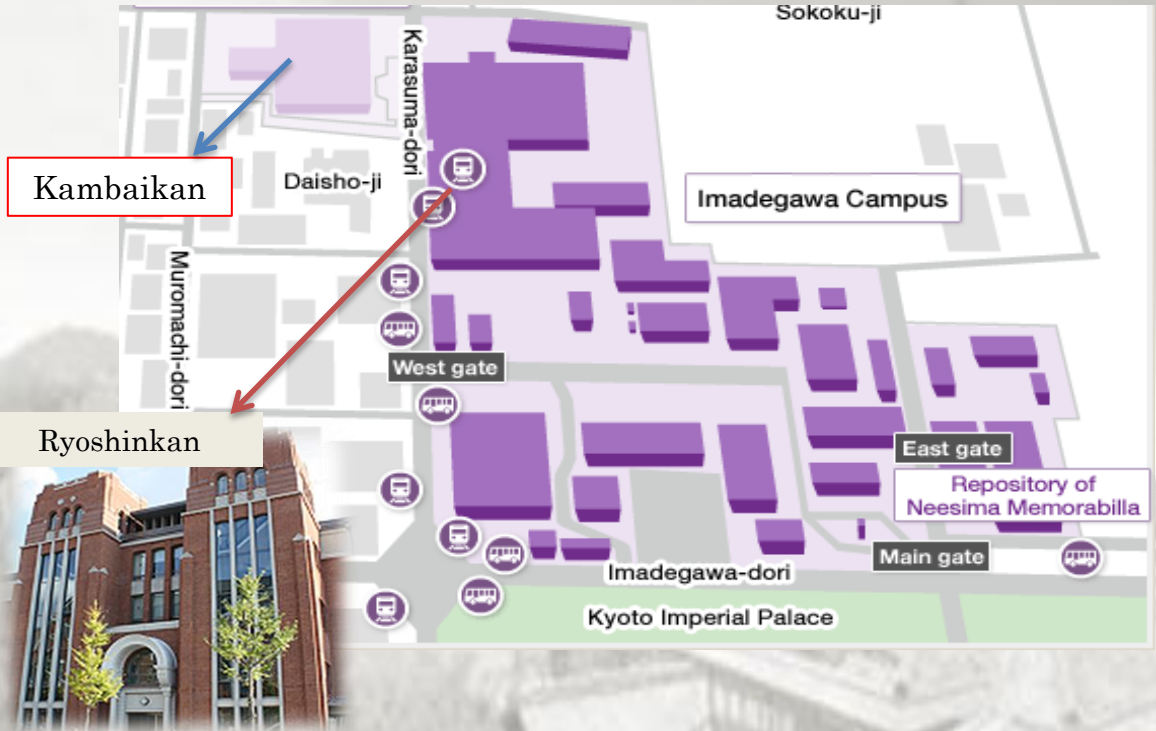 Sokoku-ji
Karasuma-dori
Kambaikan
Daisho-ji
Imadegawa Campus
Muromachi-dori
West gate
Ryoshinkan
East gate
Repository of
Neesima Memorabilla
Main gate
Imadegawa-dori
Kyoto Imperial Palace